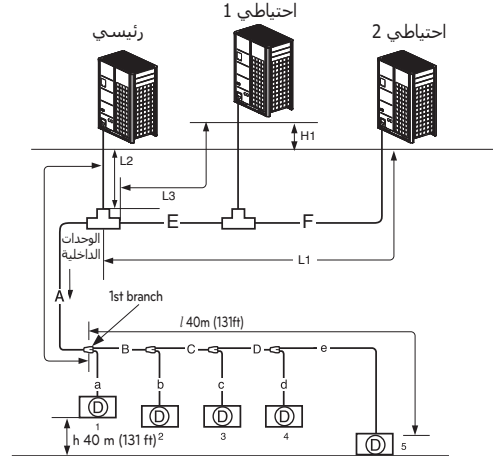 احتياطي 1
رئيسي
احتياطي 2
H1
L2
L3
E
F
الوحدات
الداخلية
L1
A
1st branch
l 40m (131ft)
B
C
D
e
a
b
c
d
D
D
D
D
D
1
2
3
4
5
h 40 m (131 ft)